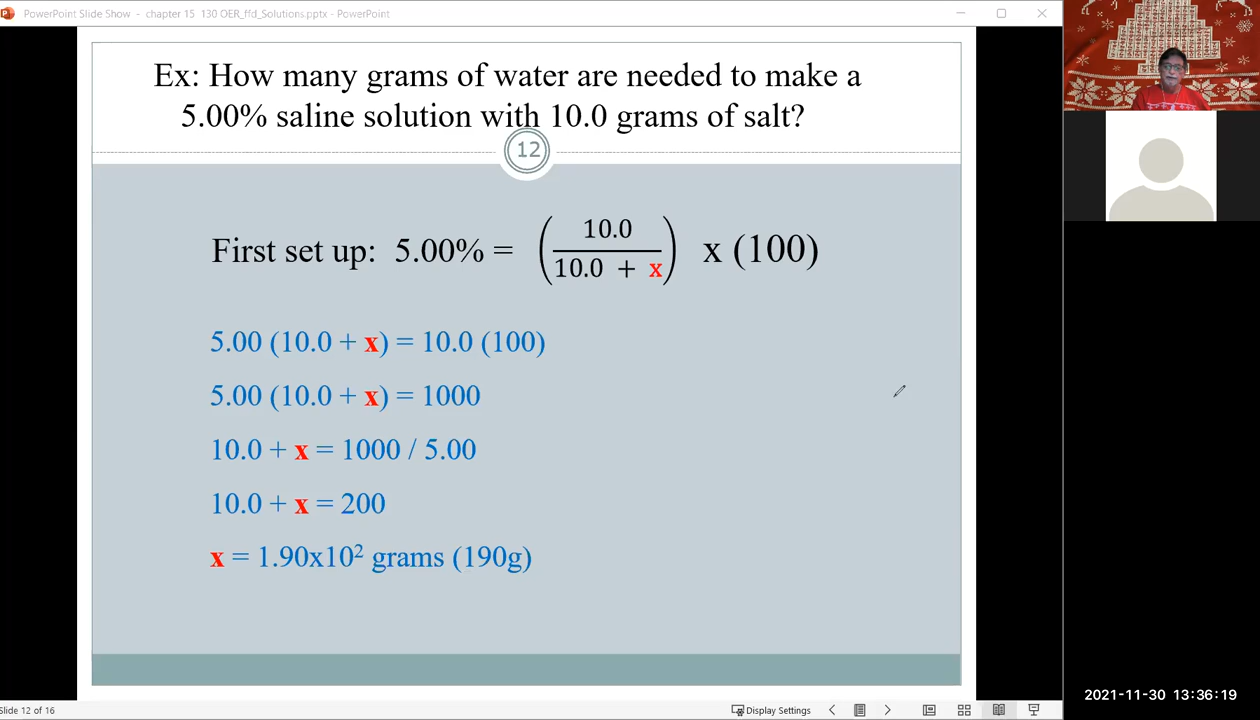 PowerPoint Slide Show - chapter 15 130 OER_ffd_Solutions.pptx - PowerPoint
Ex: How many grams of water are needed to make a
5.00% saline solution with 10.0 grams of salt?
12
First set up: 5.00% = (10.0 / 10.0 + x) x (100)
5.00 (10.0 + x) = 10.0 (100)
5.00 (10.0 + x) = 1000
10.0 + x = 1000 / 5.00
10.0 + x = 200
x = 1.90x10² grams (190g)
Slide 12 of 16
Display Settings
2021-11-30 13:36:19